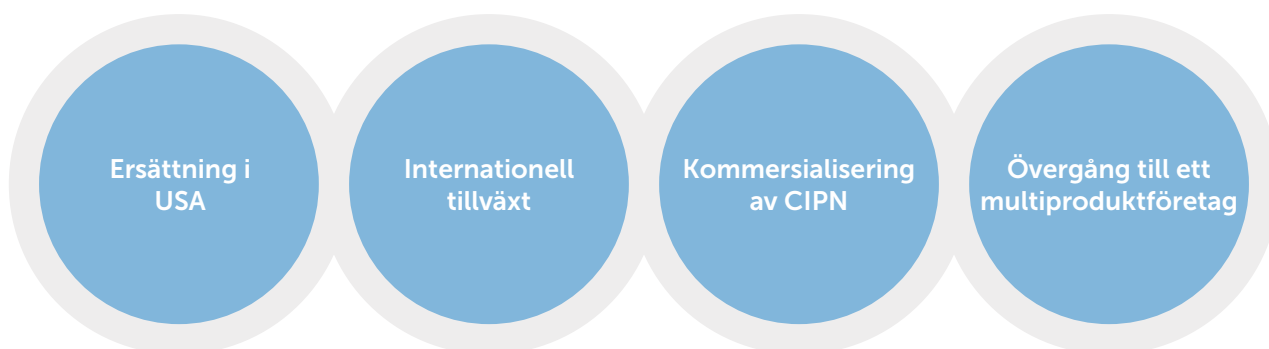 Ersättning i
USA
Internationell
tillväxt
Kommersialisering
av CIPN
Övergång till ett
multiproduktföretag